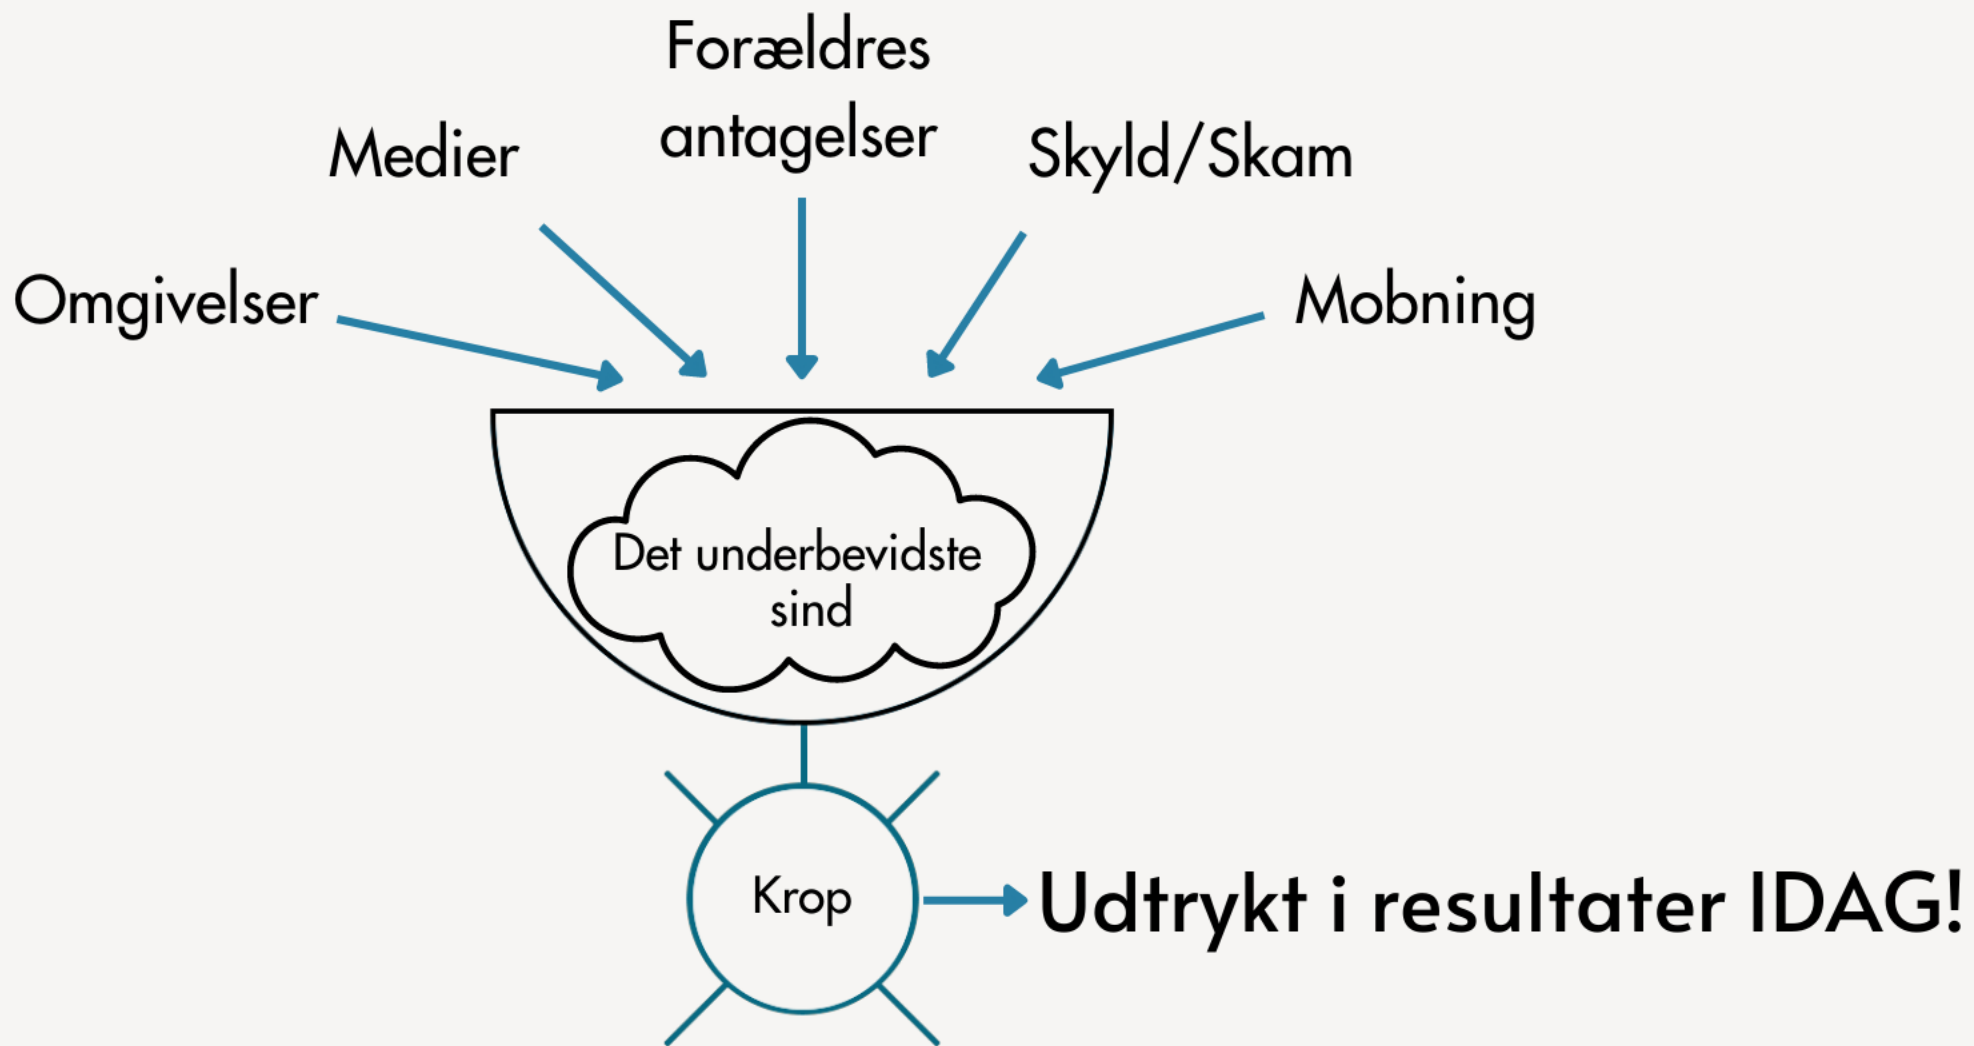 Forældres
antagelser
Medier
Skyld/Skam
Omgivelser
Mobning
Det underbevidste
sind
Krop
Udtrykt i resultater IDAG!